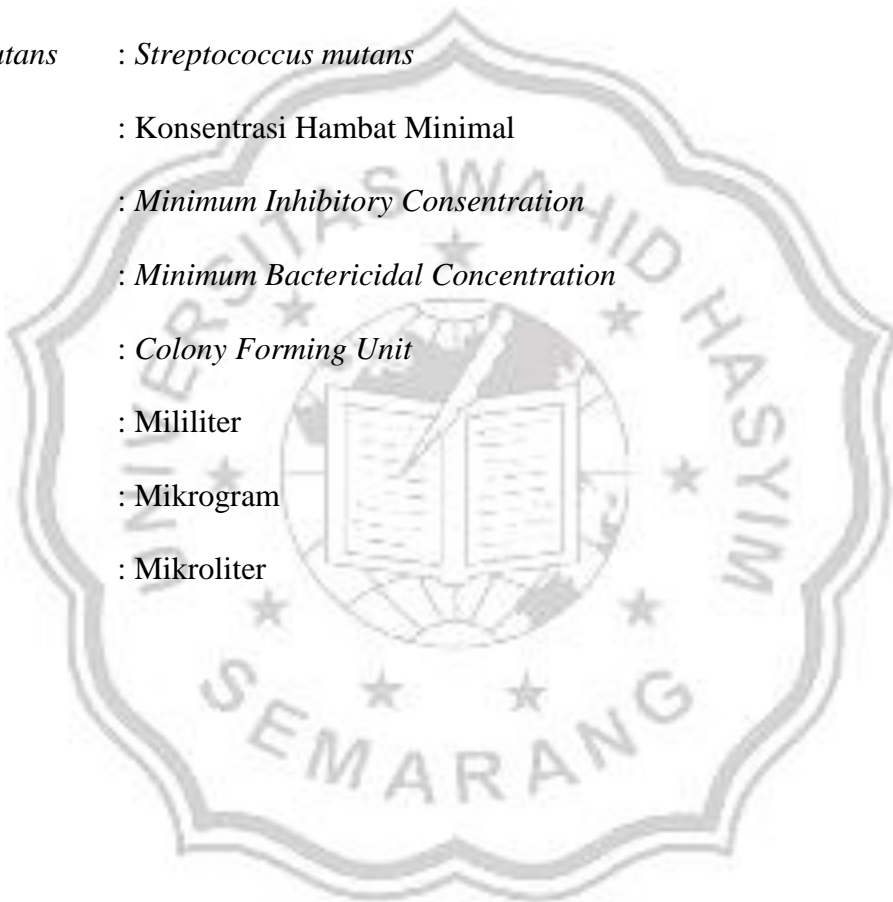 utans : Streptococcus mutans
: Konsentrasi Hambat Minimal
: Minimum Inhibitory Consentration
: Minimum Bactericidal Concentration
: Colony Forming Unit
: Mililiter
: Mikrogram
: Mikroliter
UNIVERSITAS WAHID HASYIM
SEMARANG